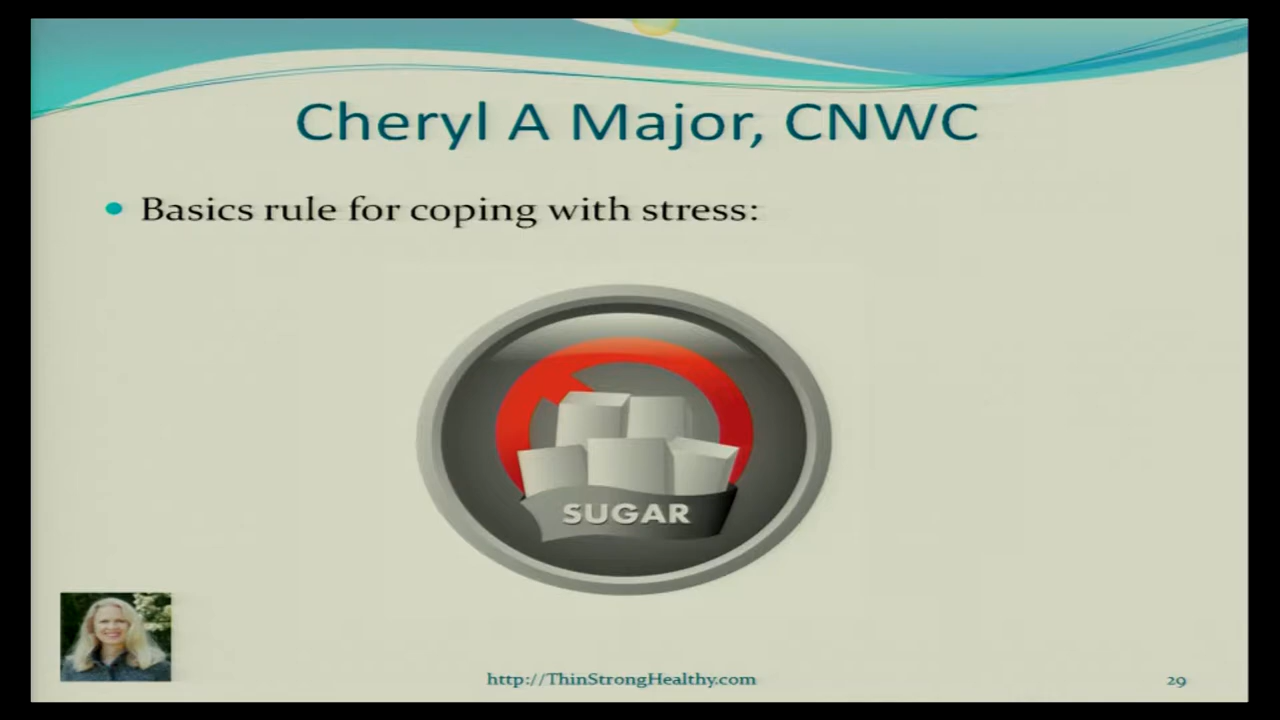 Cheryl A Major, CNWC
Basics rule for coping with stress:
SUGAR
http://ThinStrongHealthy.com
29